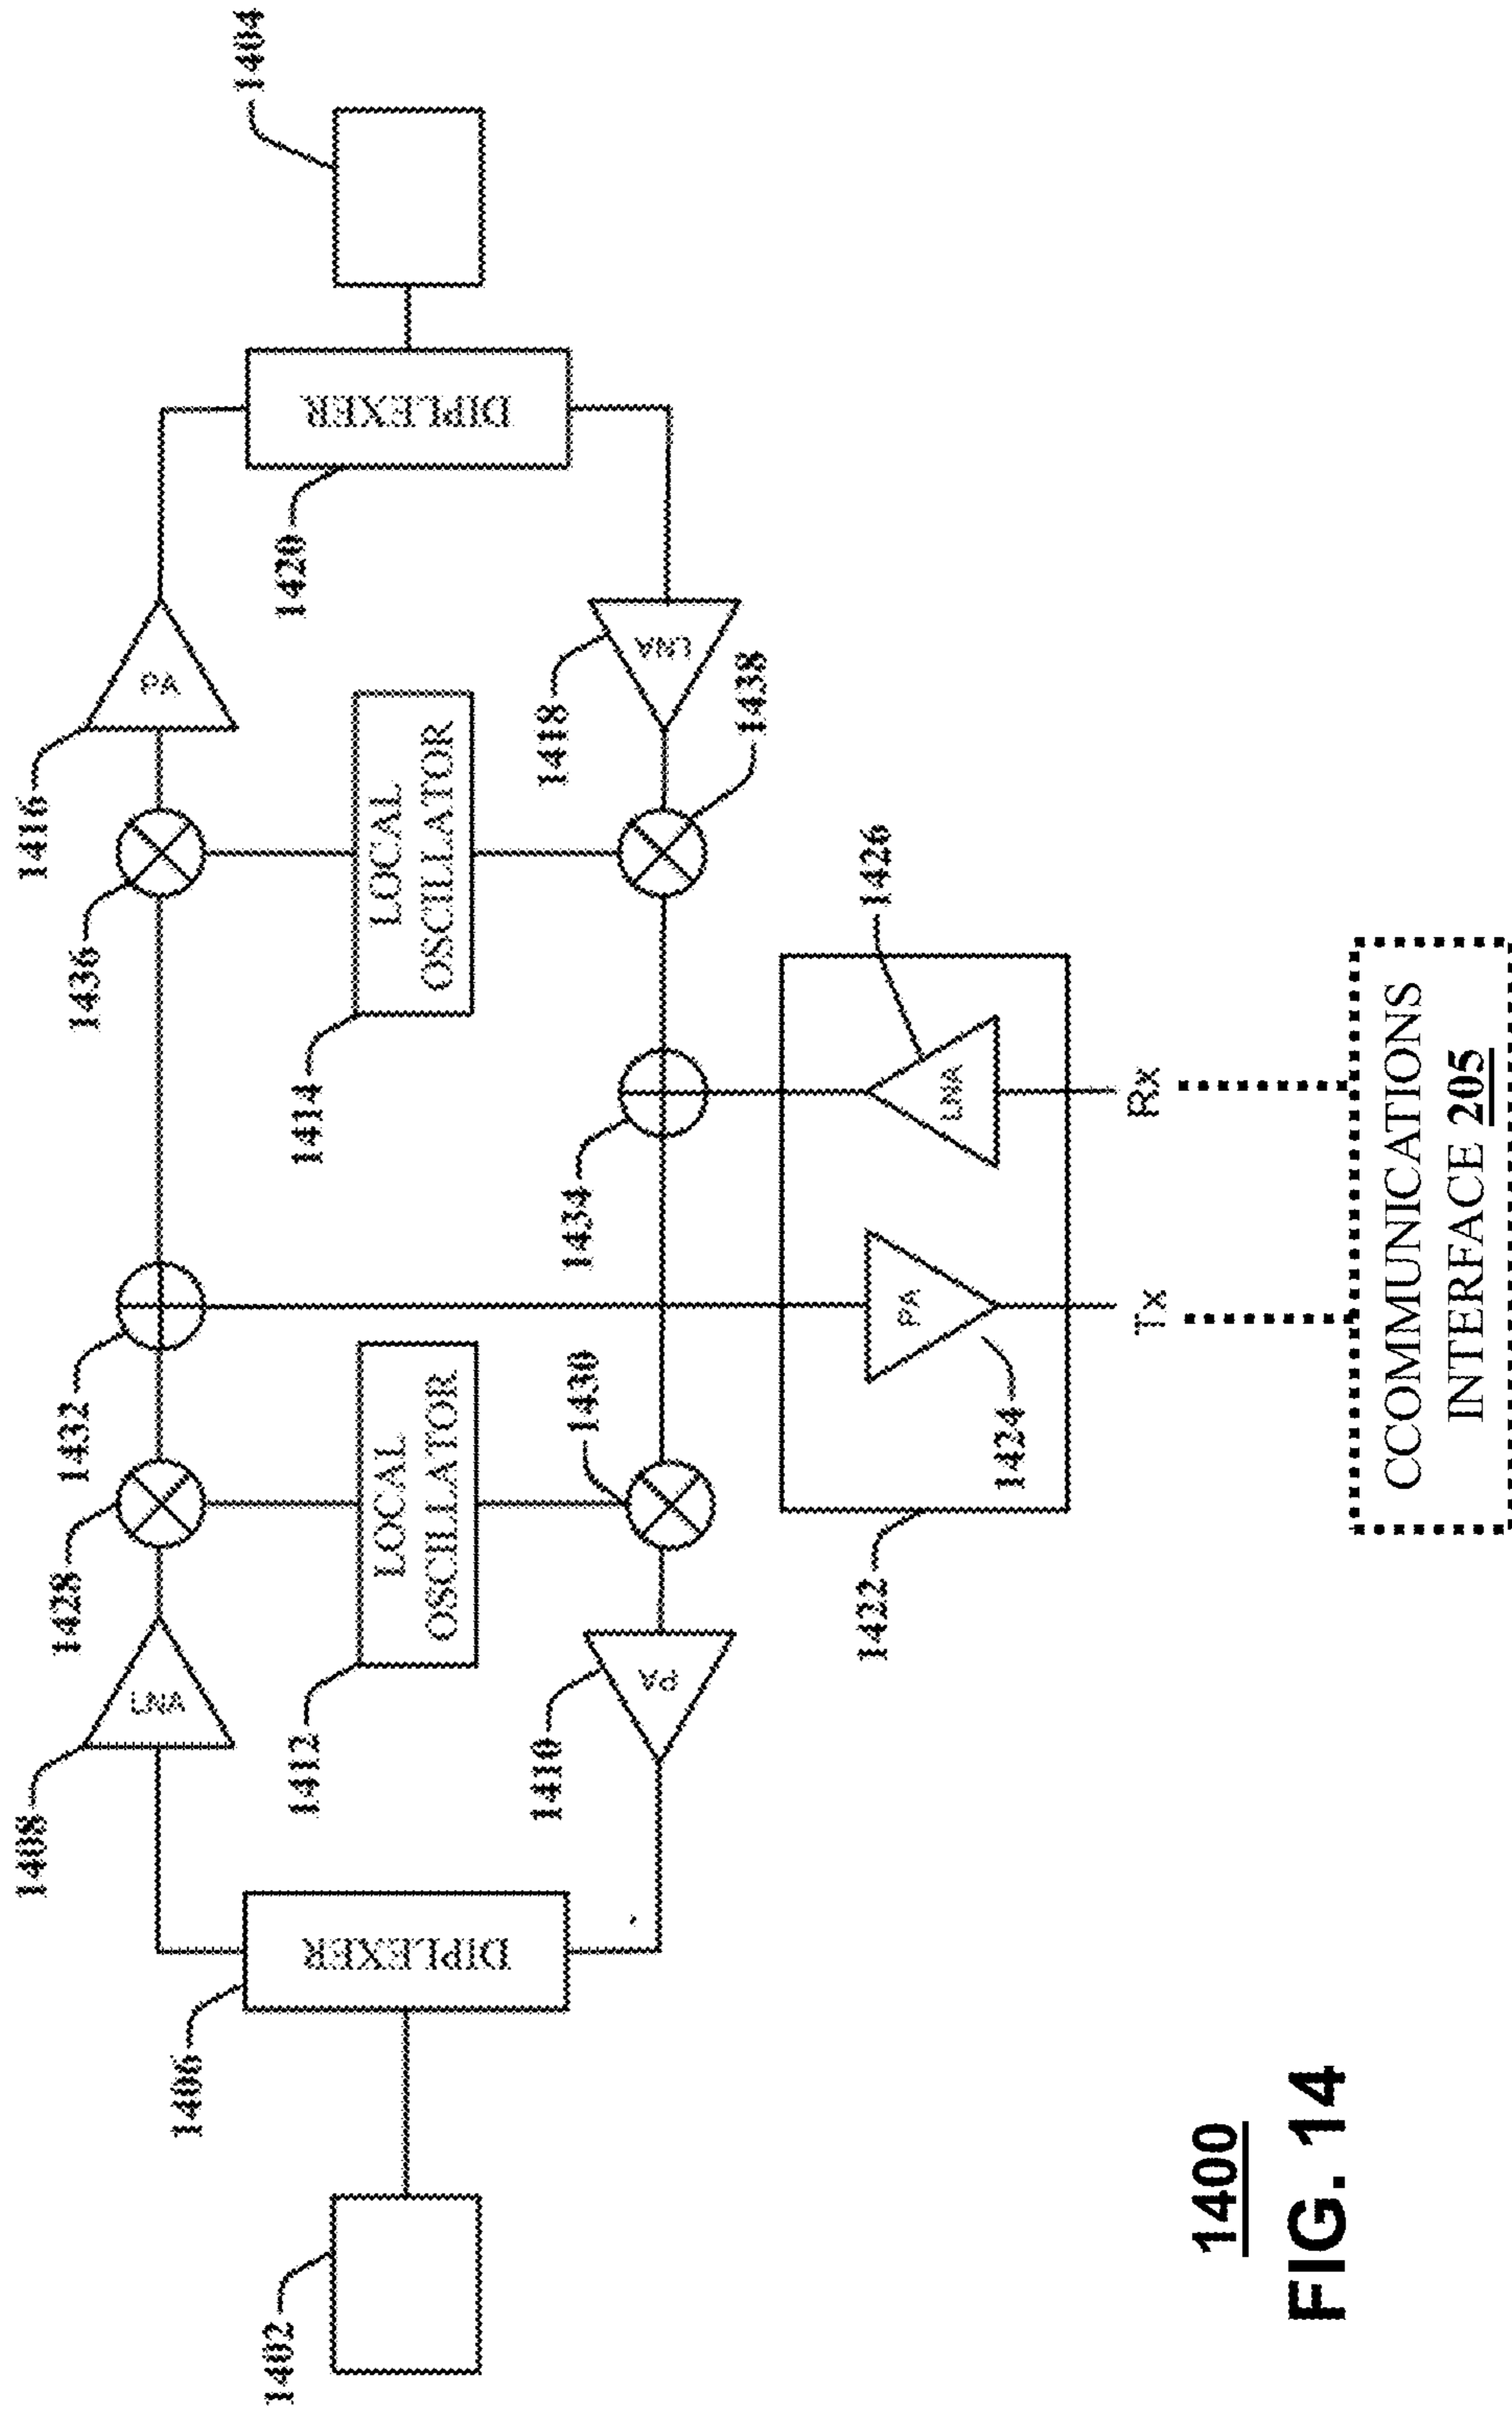 1404
1416
PA
DIPLEXER
1436
1420
LNA
LOCAL
OSCILLATOR
1418
1438
1414
1426
1432
1434
LNA
Rx
CCOMMUNICATIONS
INTERFACE 205
LOCAL
OSCILLATOR
1430
PA
Tx
1428
1424
LNA
1412
PA
1410
1422
1408
DIPLEXER
1406
1402
1400
FIG. 14